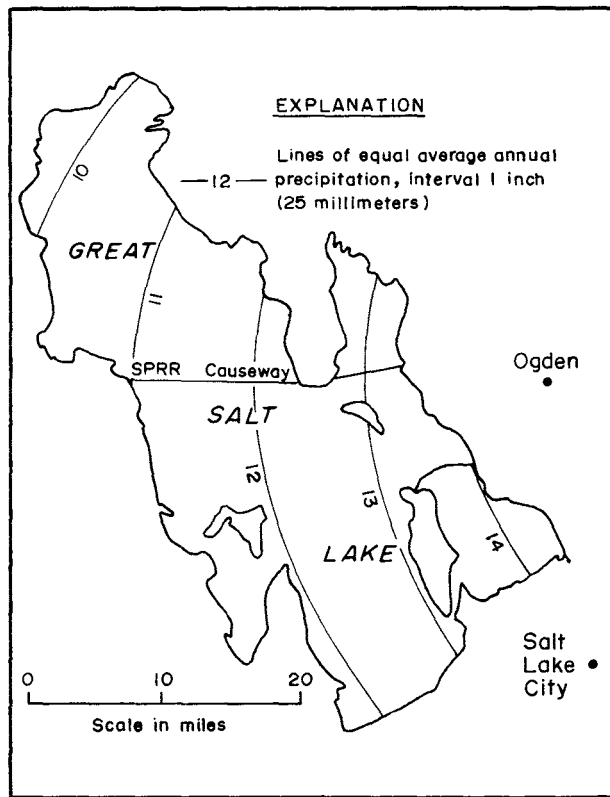 EXPLANATION
—12— Lines of equal average annual
precipitation, interval 1 inch
(25 millimeters)
10
GREAT
11
SPRR Causeway
Ogden
SALT
12
13
LAKE
14
Salt
Lake
City
0 10 20
Scale in miles